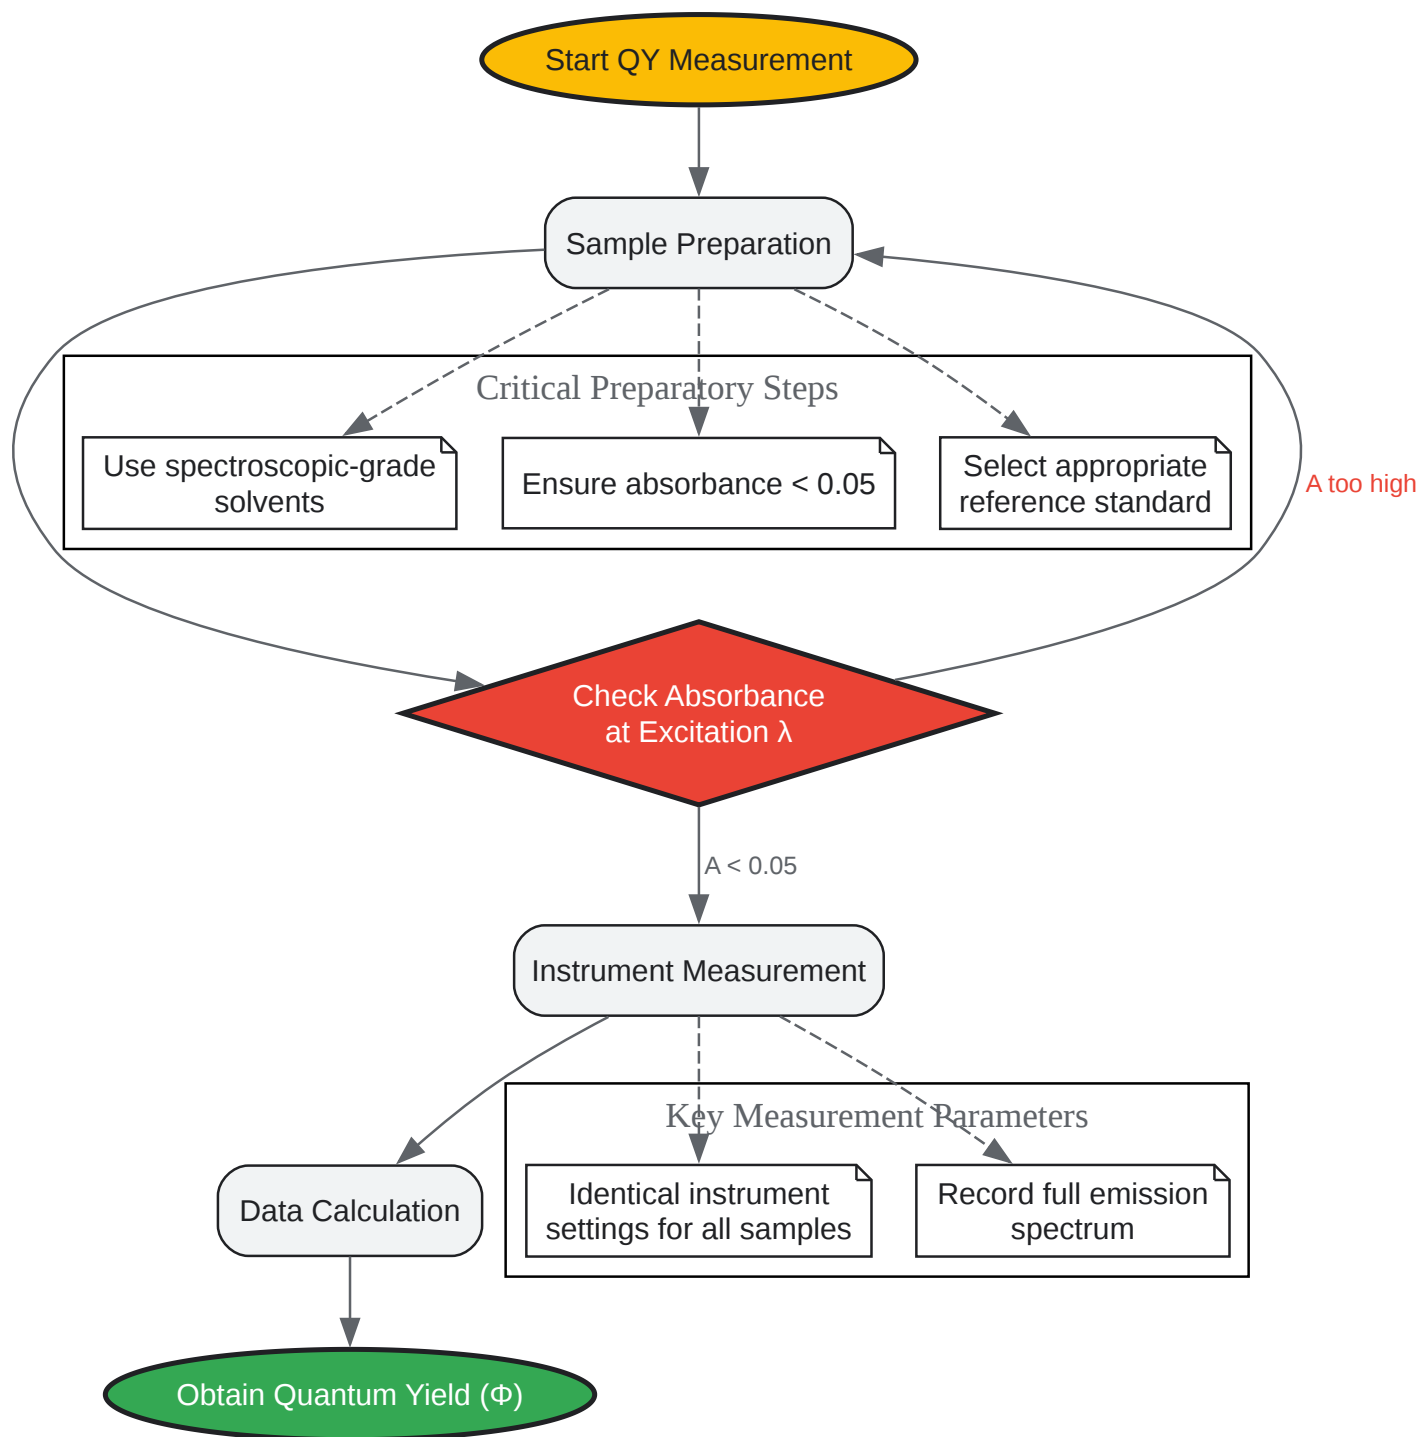 Start QY Measurement
Sample Preparation
Critical Preparatory Steps
Use spectroscopic-grade
solvents
Ensure absorbance < 0.05
Select appropriate
reference standard
A too high
Check Absorbance
at Excitation λ
A < 0.05
Instrument Measurement
Key Measurement Parameters
Data Calculation
Identical instrument
settings for all samples
Record full emission
spectrum
Obtain Quantum Yield (Φ)